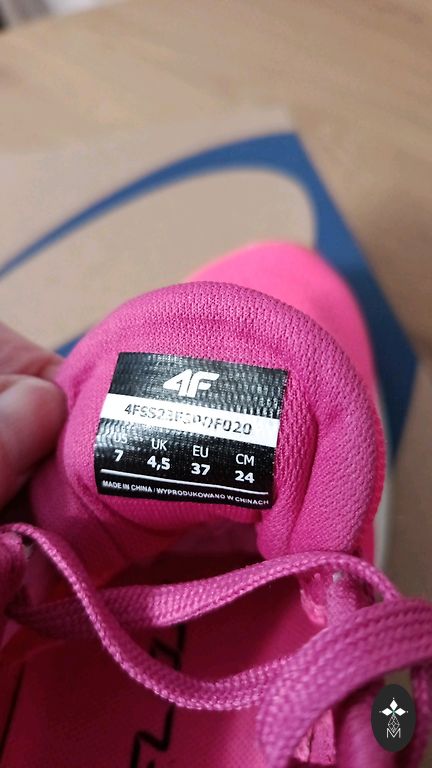 4F
US UK EU CM
7 4,5 37 24
MADE IN CHINA / WYPRODUKOWANO W CHINACH
M